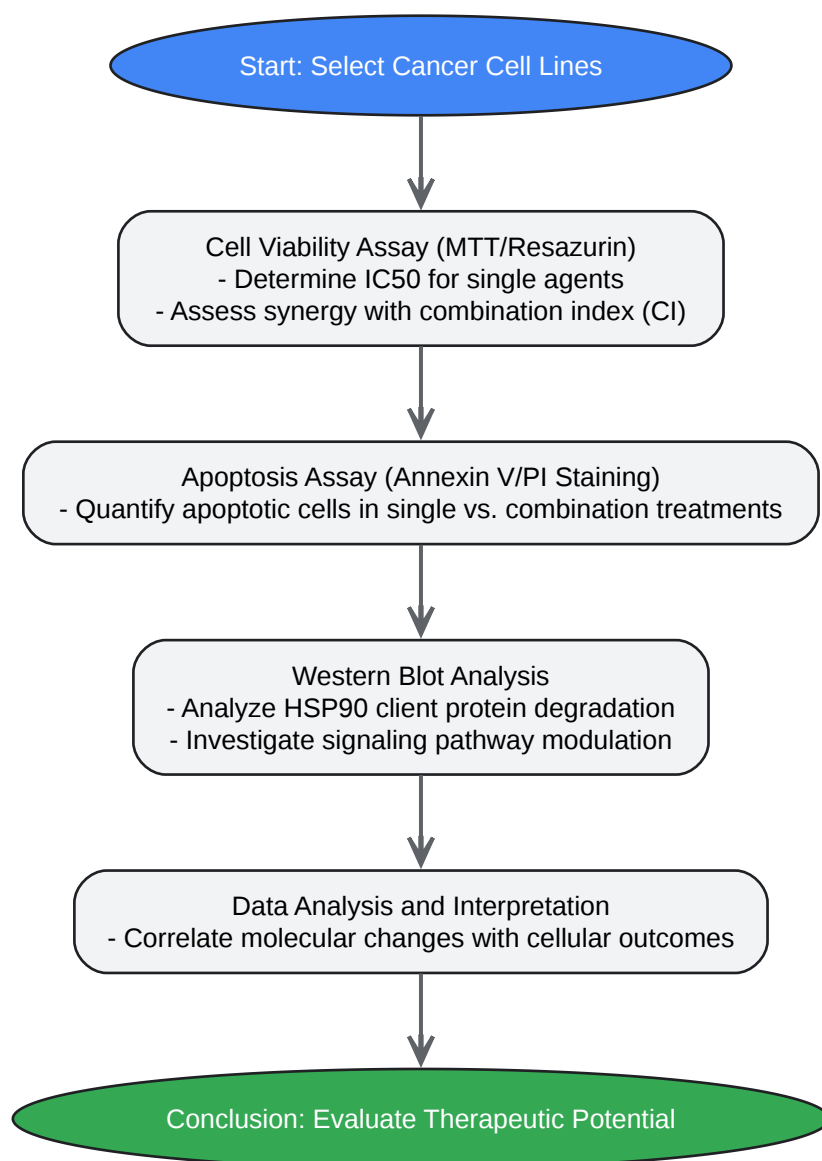 Start: Select Cancer Cell Lines
Cell Viability Assay (MTT/Resazurin)
- Determine IC50 for single agents
- Assess synergy with combination index (CI)
Apoptosis Assay (Annexin V/PI Staining)
- Quantify apoptotic cells in single vs. combination treatments
Western Blot Analysis
- Analyze HSP90 client protein degradation
- Investigate signaling pathway modulation
Data Analysis and Interpretation
- Correlate molecular changes with cellular outcomes
Conclusion: Evaluate Therapeutic Potential